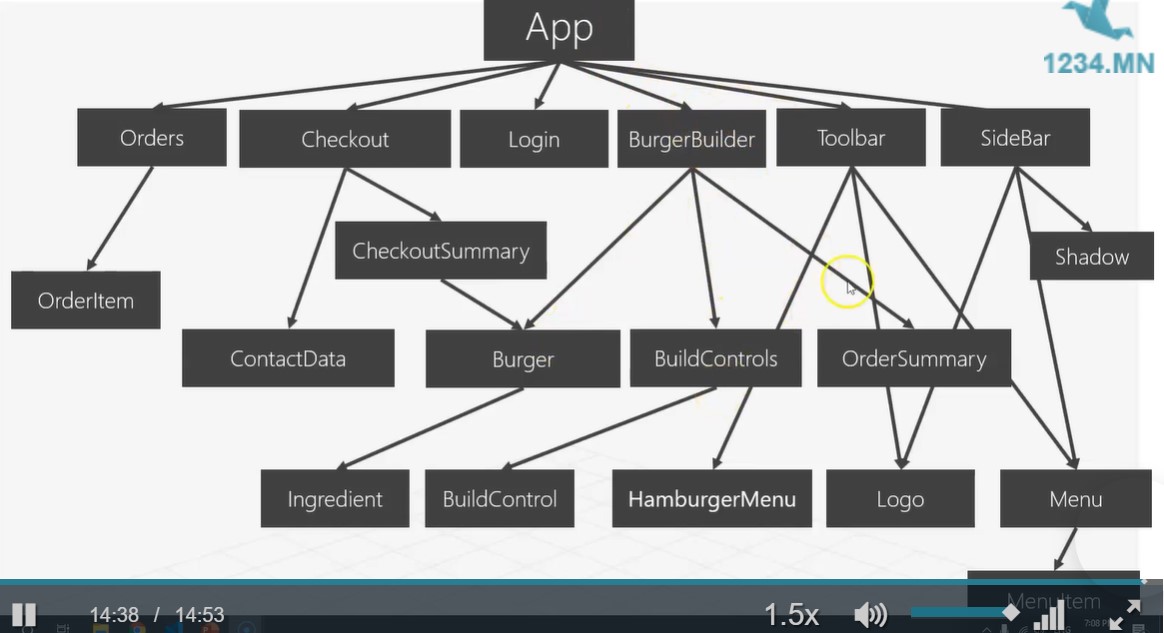 App
1234.MN
Orders
Checkout
Login
BurgerBuilder
Toolbar
SideBar
CheckoutSummary
Shadow
OrderItem
ContactData
Burger
BuildControls
OrderSummary
Ingredient
BuildControl
HamburgerMenu
Logo
Menu
MenuItem
14:38 / 14:53
1.5x
7:08 PM